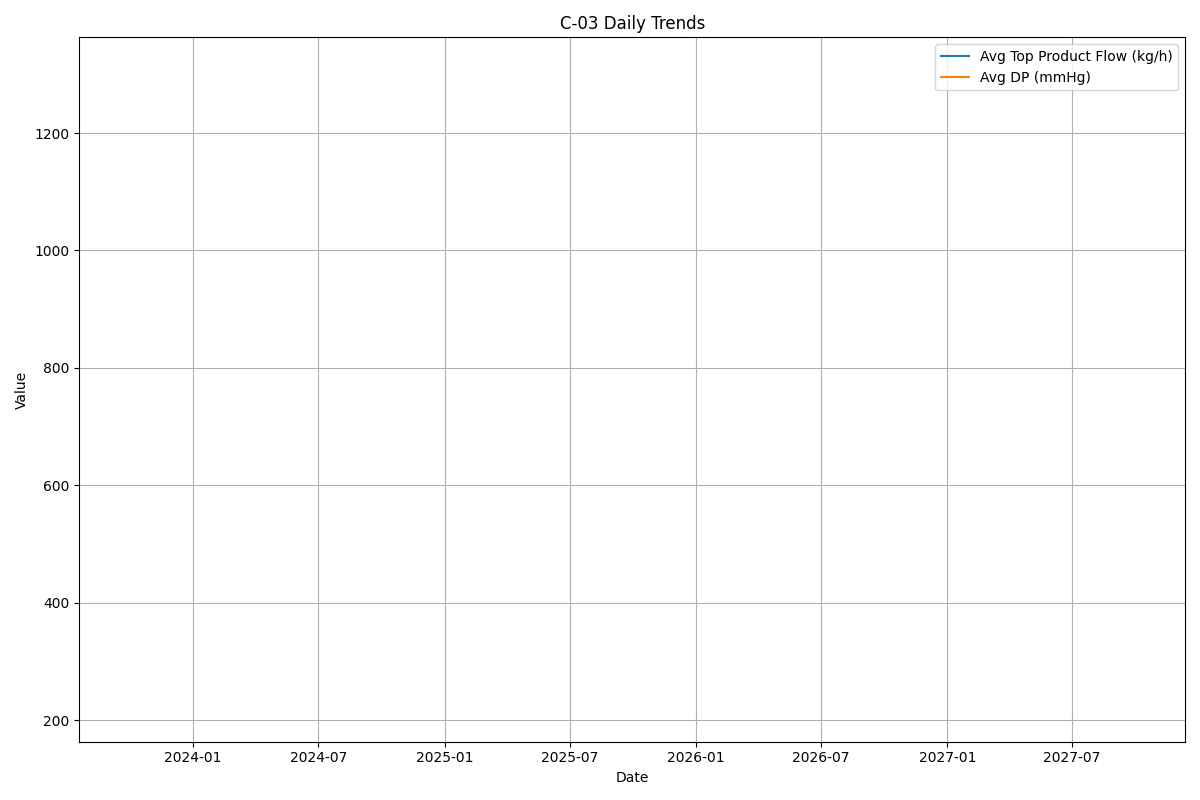 C-03 Daily Trends
Avg Top Product Flow (kg/h)
Avg DP (mmHg)
1200
1000
800
600
400
200
Value
2024-01
2024-07
2025-01
2025-07
2026-01
2026-07
2027-01
2027-07
Date